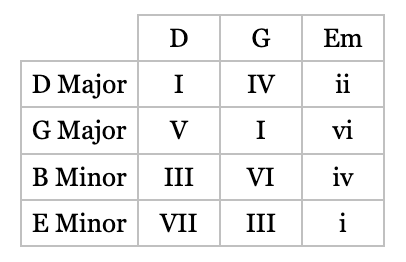 D G Em
D Major I IV ii
G Major V I vi
B Minor III VI iv
E Minor VII III i